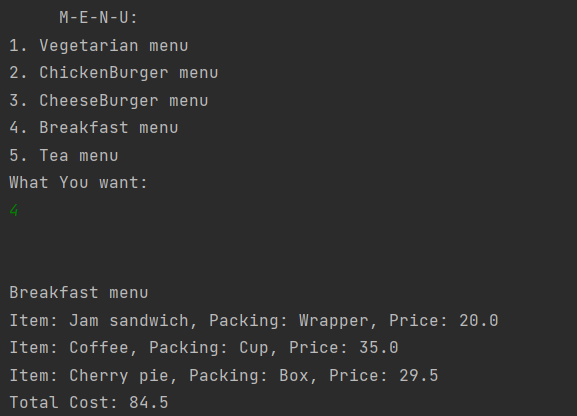 M-E-N-U:
1. Vegetarian menu
2. ChickenBurger menu
3. CheeseBurger menu
4. Breakfast menu
5. Tea menu
What You want:
4
Breakfast menu
Item: Jam sandwich, Packing: Wrapper, Price: 20.0
Item: Coffee, Packing: Cup, Price: 35.0
Item: Cherry pie, Packing: Box, Price: 29.5
Total Cost: 84.5